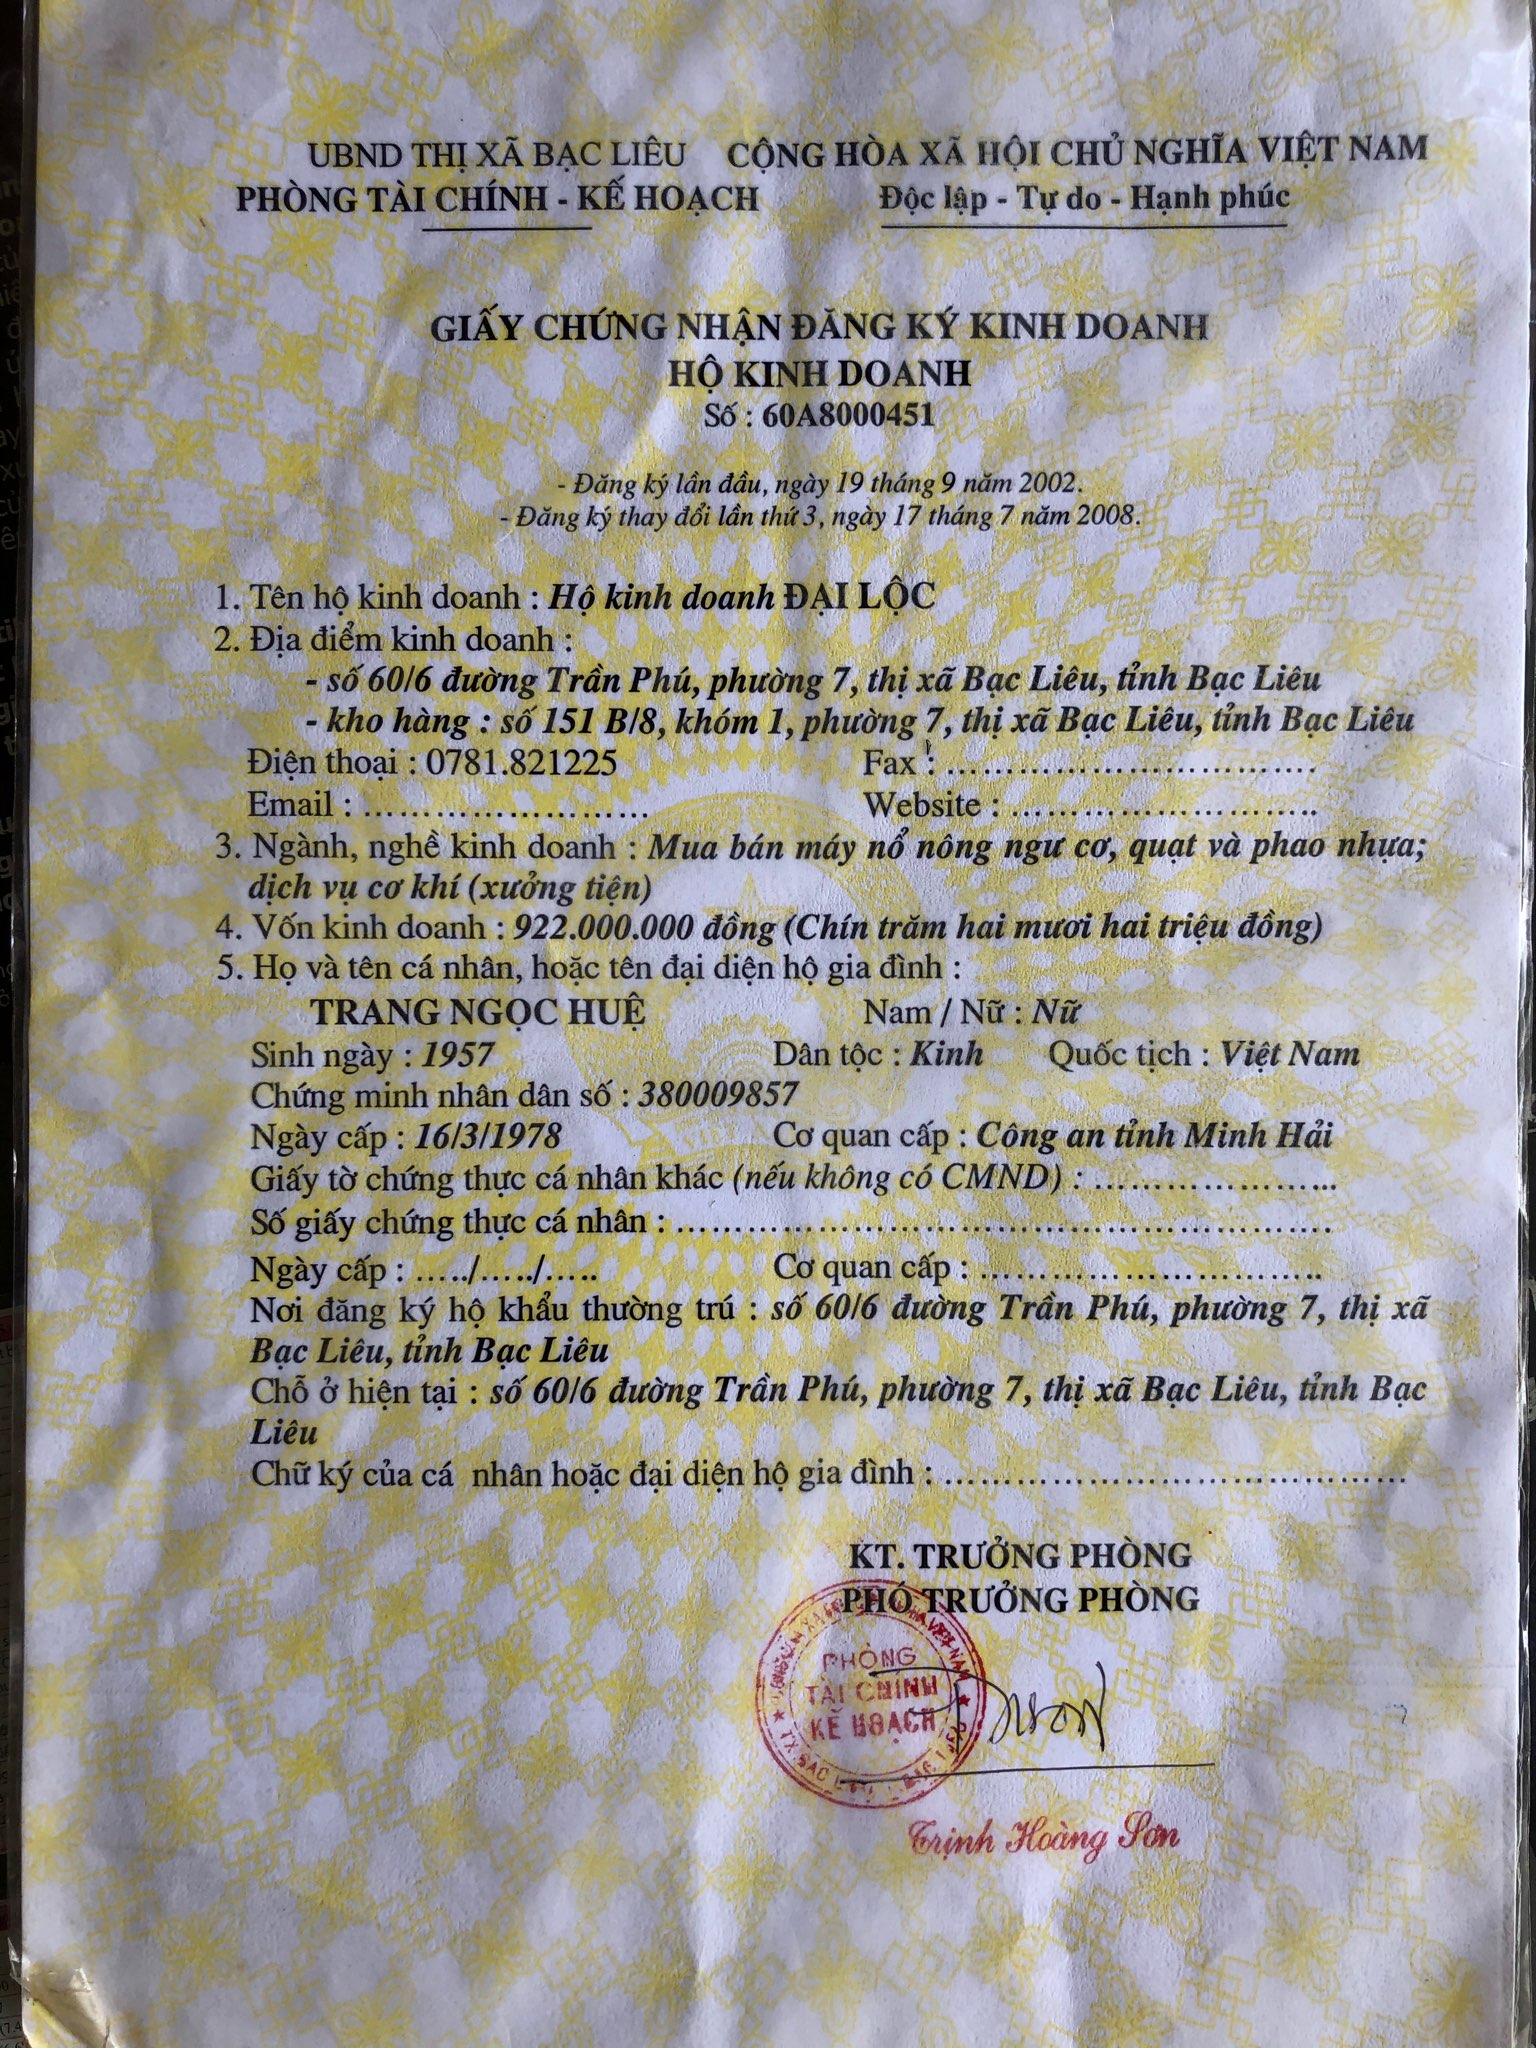 UBND THỊ XÃ BẠC LIÊU CỘNG HÒA XÃ HỘI CHỦ NGHĨA VIỆT NAM
PHÒNG TÀI CHÍNH - KẾ HOẠCH Độc lập - Tự do - Hạnh phúc
GIẤY CHỨNG NHẬN ĐĂNG KÝ KINH DOANH
HỘ KINH DOANH
Số : 60A8000451
- Đăng ký lần đầu, ngày 19 tháng 9 năm 2002.
- Đăng ký thay đổi lần thứ 3, ngày 17 tháng 7 năm 2008.
1. Tên hộ kinh doanh : Hộ kinh doanh ĐẠI LỘC
2. Địa điểm kinh doanh :
- số 60/6 đường Trần Phú, phường 7, thị xã Bạc Liêu, tỉnh Bạc Liêu
- kho hàng : số 151 B/8, khóm 1, phường 7, thị xã Bạc Liêu, tỉnh Bạc Liêu
Điện thoại : 0781.821225 Fax : ....................................
Email : ............................ Website : ..............................
3. Ngành, nghề kinh doanh : Mua bán máy nổ nông ngư cơ, quạt và phao nhựa;
dịch vụ cơ khí (xưởng tiện)
4. Vốn kinh doanh : 922.000.000 đồng (Chín trăm hai mươi hai triệu đồng)
5. Họ và tên cá nhân, hoặc tên đại diện hộ gia đình :
TRANG NGỌC HUỆ Nam / Nữ : Nữ
Sinh ngày : 1957 Dân tộc : Kinh Quốc tịch : Việt Nam
Chứng minh nhân dân số : 380009857
Ngày cấp : 16/3/1978 Cơ quan cấp : Công an tỉnh Minh Hải
Giấy tờ chứng thực cá nhân khác (nếu không có CMND) : ........................
Số giấy chứng thực cá nhân : ................................................................
Ngày cấp : ...../...../..... Cơ quan cấp : ..................................
Nơi đăng ký hộ khẩu thường trú : số 60/6 đường Trần Phú, phường 7, thị xã
Bạc Liêu, tỉnh Bạc Liêu
Chỗ ở hiện tại : số 60/6 đường Trần Phú, phường 7, thị xã Bạc Liêu, tỉnh Bạc
Liêu
Chữ ký của cá nhân hoặc đại diện hộ gia đình : .............................................
KT. TRƯỞNG PHÒNG
PHÓ TRƯỞNG PHÒNG
PHÒNG
TÀI CHÍNH
KẾ HOẠCH
Trịnh Hoàng Sơn